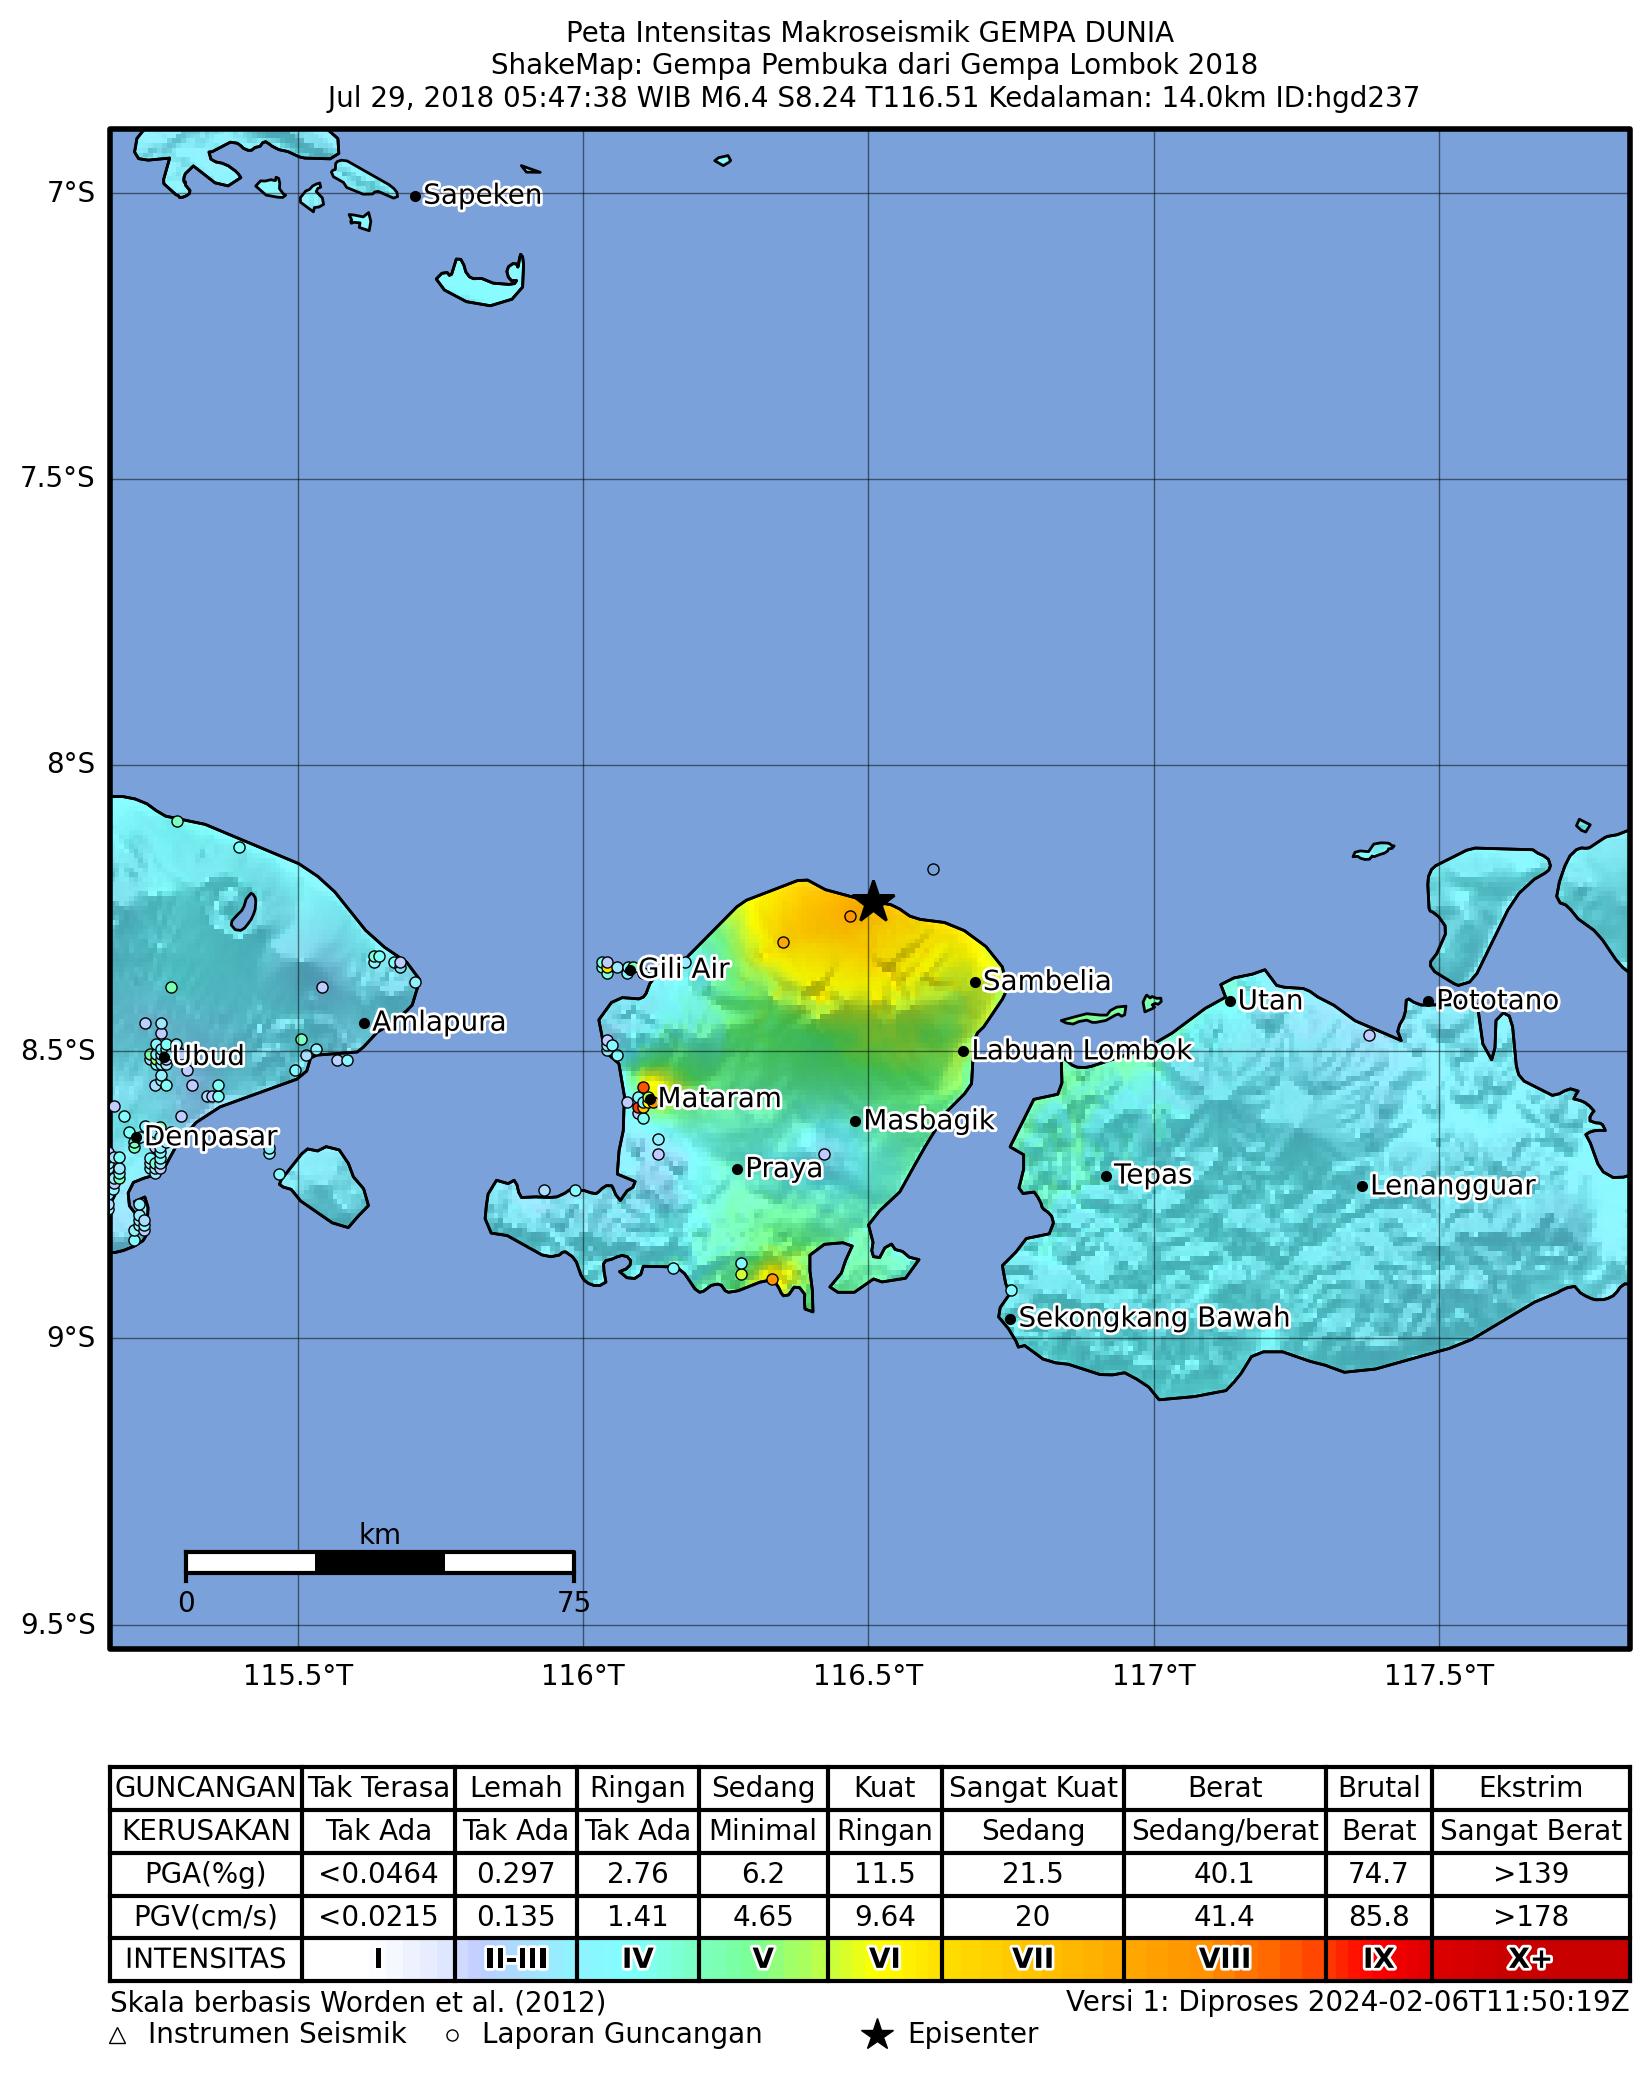 Peta Intensitas Makroseismik GEMPA DUNIA
ShakeMap: Gempa Pembuka dari Gempa Lombok 2018
Jul 29, 2018 05:47:38 WIB M6.4 S8.24 T116.51 Kedalaman: 14.0km ID:hgd237
7°S
Sapeken
7.5°S
8°S
Gili Air
Sambelia
Utan
Pototano
Amlapura
8.5°S
Ubud
Labuan Lombok
Mataram
Masbagik
Denpasar
Praya
Tepas
Lenangguar
Sekongkang Bawah
9°S
km
0 75
9.5°S
115.5°T 116°T 116.5°T 117°T 117.5°T
GUNCANGAN Tak Terasa Lemah Ringan Sedang Kuat Sangat Kuat Berat Brutal Ekstrim
KERUSAKAN Tak Ada Tak Ada Tak Ada Minimal Ringan Sedang Sedang/berat Berat Sangat Berat
PGA(%g) <0.0464 0.297 2.76 6.2 11.5 21.5 40.1 74.7 >139
PGV(cm/s) <0.0215 0.135 1.41 4.65 9.64 20 41.4 85.8 >178
INTENSITAS I II-III IV V VI VII VIII IX X+
Skala berbasis Worden et al. (2012) Versi 1: Diproses 2024-02-06T11:50:19Z
Instrumen Seismik Laporan Guncangan Episenter